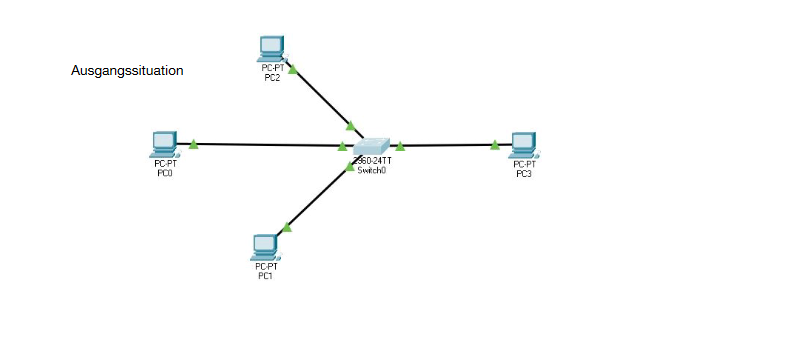 Ausgangssituation
PC-PT
PC2
PC-PT
PC0
2960-24TT
Switch0
PC-PT
PC3
PC-PT
PC1